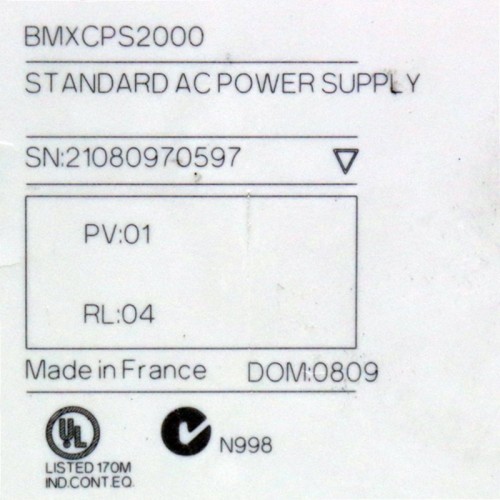 BMXCPS2000
STANDARD AC POWER SUPPLY
SN:21080970597
PV:01
RL:04
Made in France DOM:0809
UL
LISTED 170M
IND.CONT.EQ.
N998